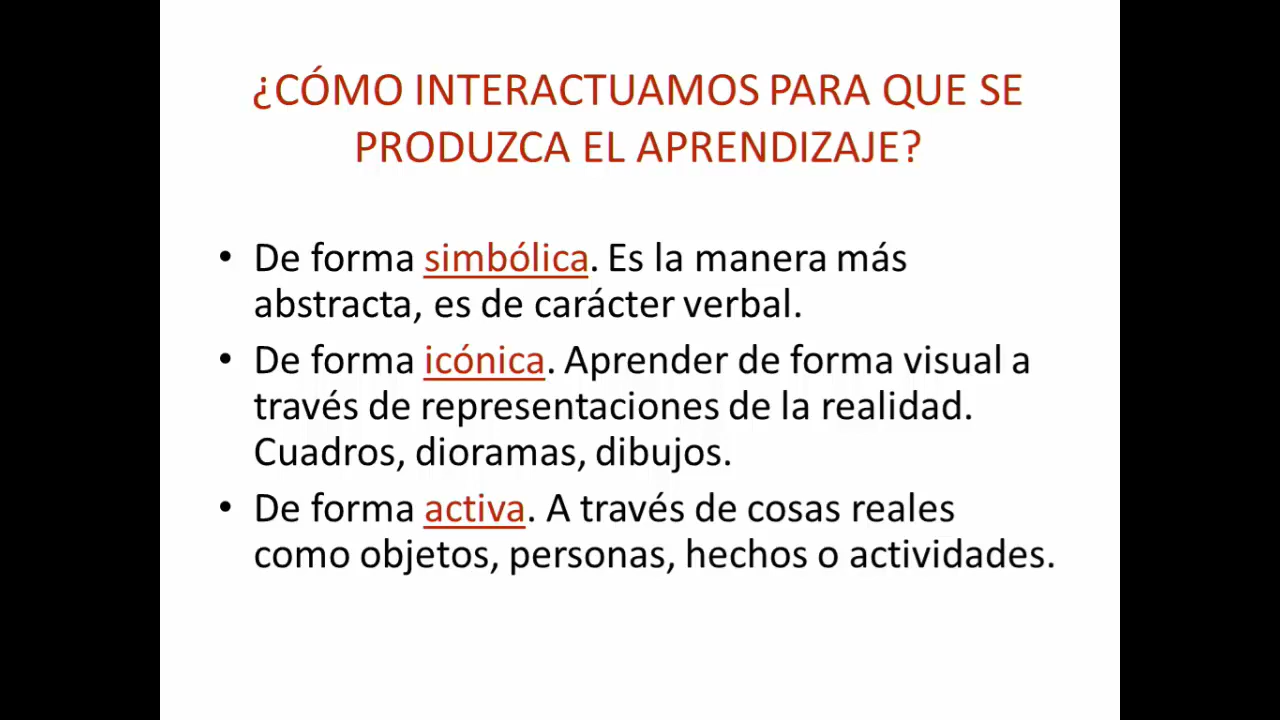 ¿CÓMO INTERACTUAMOS PARA QUE SE
PRODUZCA EL APRENDIZAJE?
• De forma simbólica. Es la manera más
abstracta, es de carácter verbal.
• De forma icónica. Aprender de forma visual a
través de representaciones de la realidad.
Cuadros, dioramas, dibujos.
• De forma activa. A través de cosas reales
como objetos, personas, hechos o actividades.